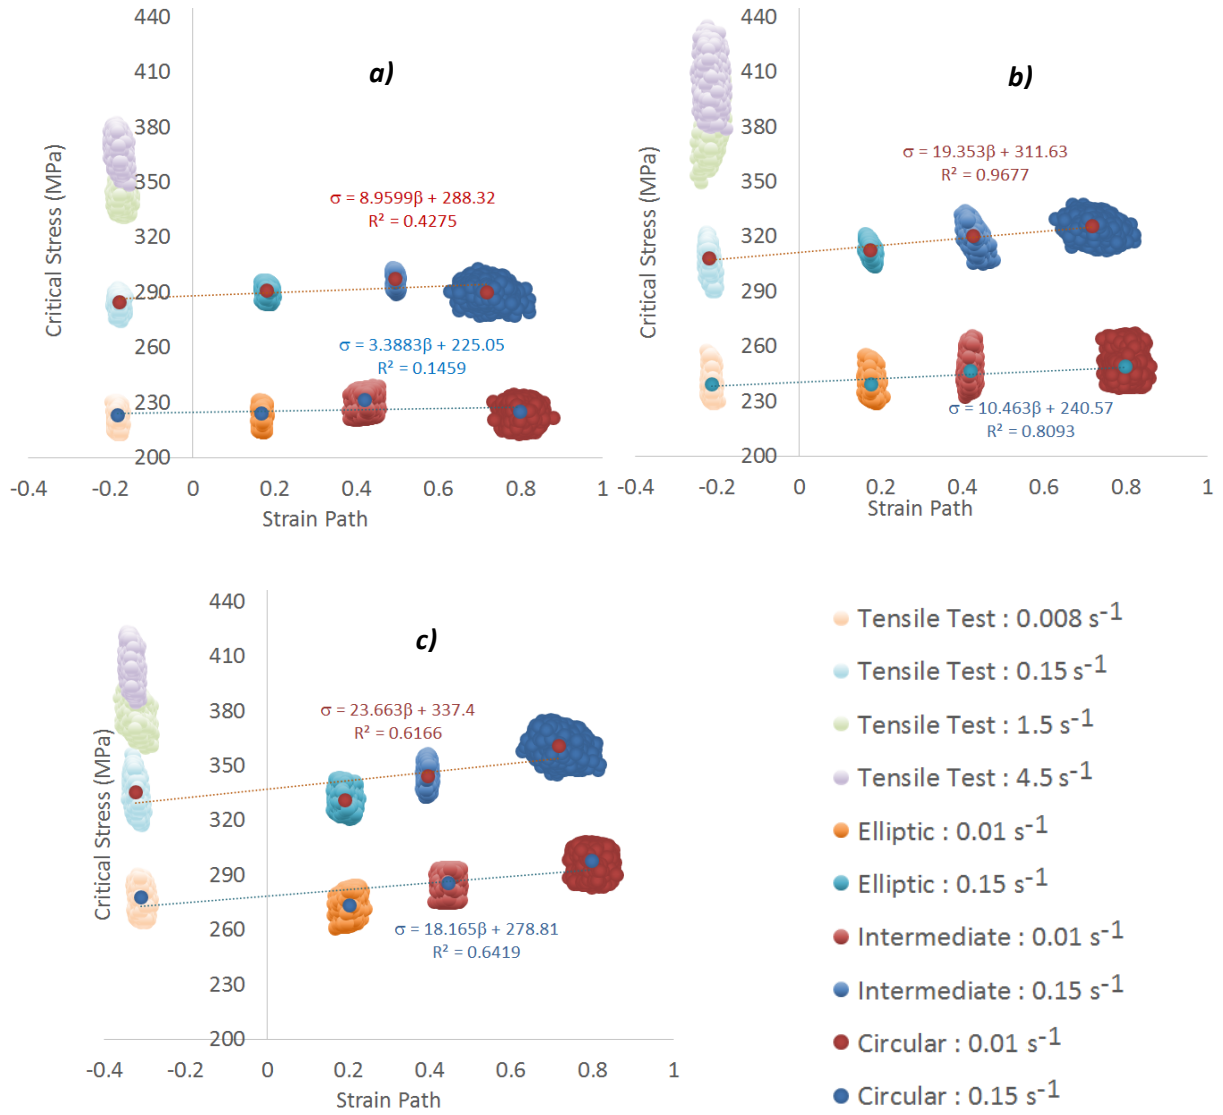 a)
440
410
380
350
320
290
260
230
200
Critical Stress (MPa)
σ = 8.9599β + 288.32
R² = 0.4275
σ = 3.3883β + 225.05
R² = 0.1459
-0.4 -0.2 0 0.2 0.4 0.6 0.8 1
Strain Path
b)
440
410
380
350
320
290
260
230
200
Critical Stress (MPa)
σ = 19.353β + 311.63
R² = 0.9677
σ = 10.463β + 240.57
R² = 0.8093
-0.4 -0.2 0 0.2 0.4 0.6 0.8 1
Strain Path
c)
440
410
380
350
320
290
260
230
200
Critical Stress (MPa)
σ = 23.663β + 337.4
R² = 0.6166
σ = 18.165β + 278.81
R² = 0.6419
-0.4 -0.2 0 0.2 0.4 0.6 0.8 1
Strain Path
Tensile Test : 0.008 s⁻¹
Tensile Test : 0.15 s⁻¹
Tensile Test : 1.5 s⁻¹
Tensile Test : 4.5 s⁻¹
Elliptic : 0.01 s⁻¹
Elliptic : 0.15 s⁻¹
Intermediate : 0.01 s⁻¹
Intermediate : 0.15 s⁻¹
Circular : 0.01 s⁻¹
Circular : 0.15 s⁻¹